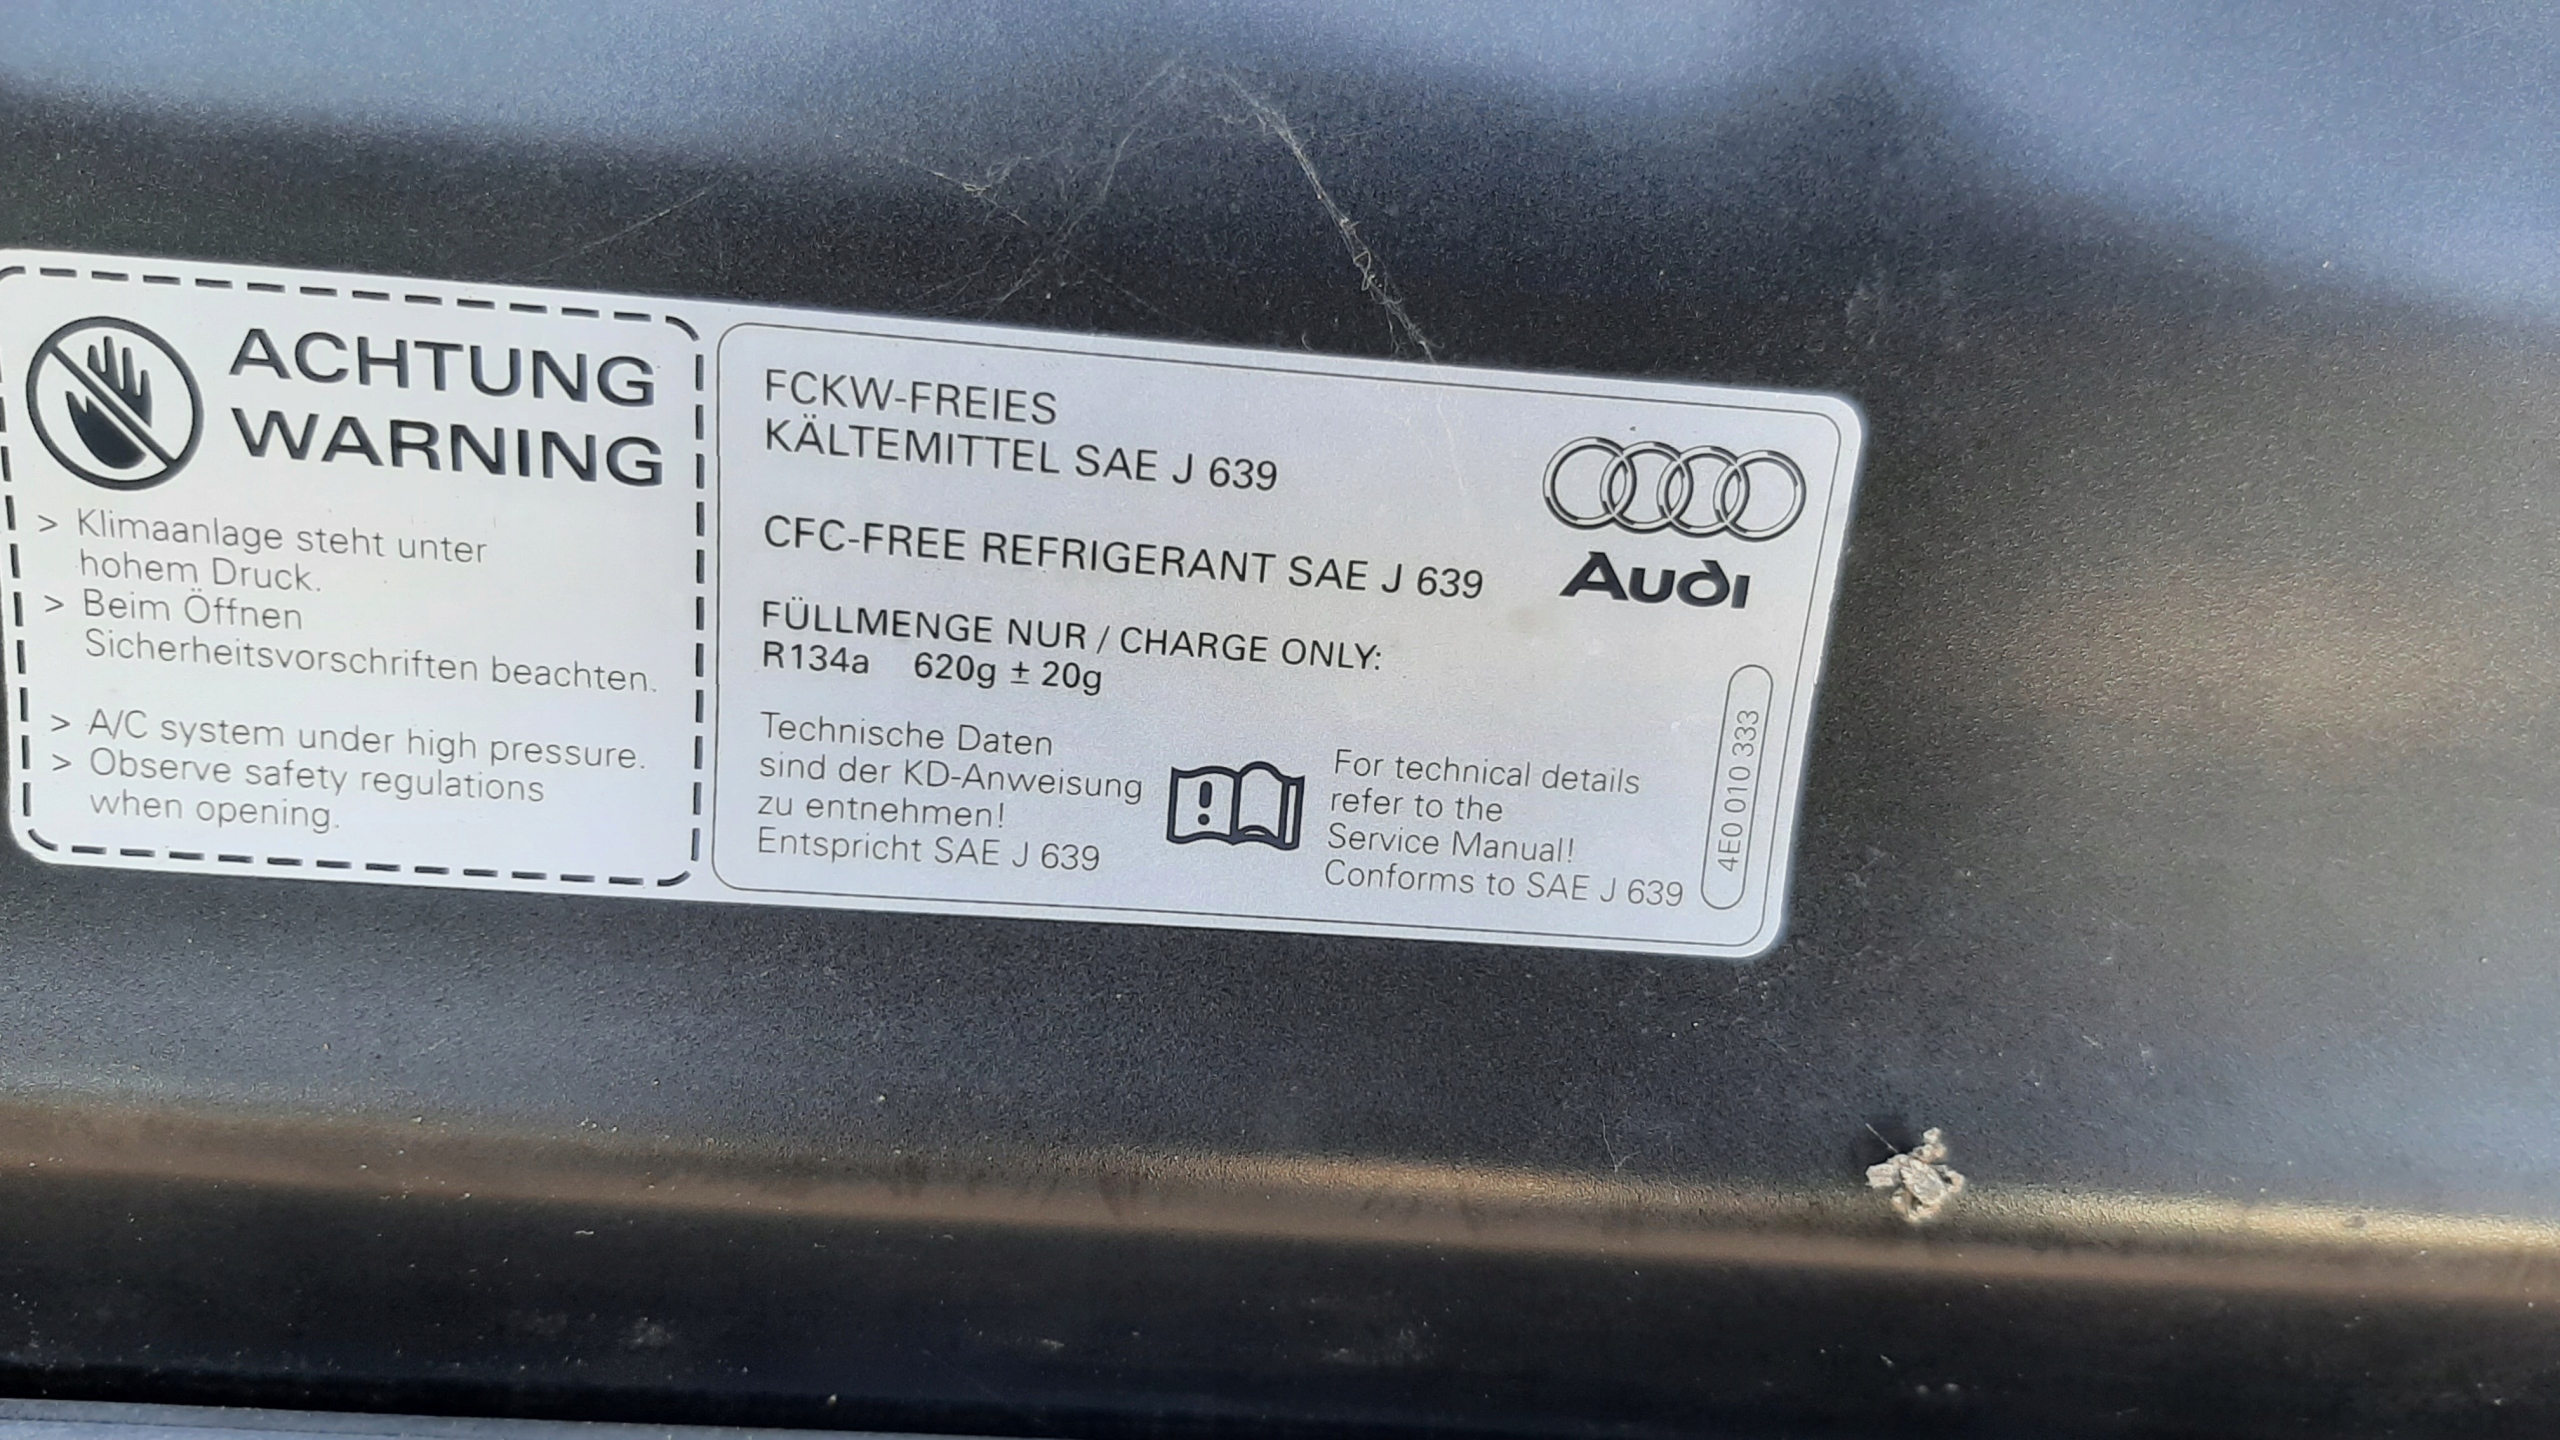 ACHTUNG
WARNING
> Klimaanlage steht unter
hohem Druck.
> Beim Öffnen
Sicherheitsvorschriften beachten.
> A/C system under high pressure.
> Observe safety regulations
when opening.
FCKW-FREIES
KÄLTEMITTEL SAE J 639
CFC-FREE REFRIGERANT SAE J 639
FÜLLMENGE NUR / CHARGE ONLY:
R134a 620g ± 20g
Technische Daten
sind der KD-Anweisung
zu entnehmen!
Entspricht SAE J 639
!
For technical details
refer to the
Service Manual!
Conforms to SAE J 639
Audi
4E0 010 333